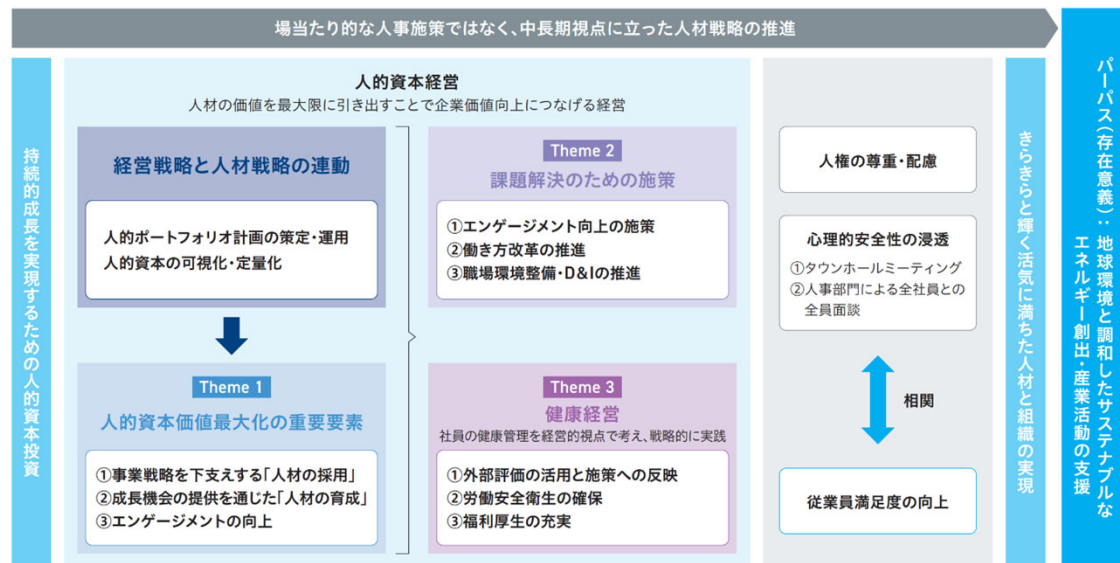 場当たり的な人事施策ではなく、中長期視点に立った人材戦略の推進
持続的成長を実現するための人的資本投資
人的資本経営
人材の価値を最大限に引き出すことで企業価値向上につなげる経営
経営戦略と人材戦略の連動
人的ポートフォリオ計画の策定・運用
人的資本の可視化・定量化
Theme 1
人的資本価値最大化の重要要素
①事業戦略を下支えする「人材の採用」
②成長機会の提供を通じた「人材の育成」
③エンゲージメントの向上
Theme 2
課題解決のための施策
①エンゲージメント向上の施策
②働き方改革の推進
③職場環境整備・D&Iの推進
Theme 3
健康経営
社員の健康管理を経営的視点で考え、戦略的に実践
①外部評価の活用と施策への反映
②労働安全衛生の確保
③福利厚生の充実
人権の尊重・配慮
心理的安全性の浸透
①タウンホールミーティング
②人事部門による全社員との
全員面談
相関
従業員満足度の向上
きらきらと輝く活気に満ちた人材と組織の実現
パーパス(存在意義):地球環境と調和したサステナブルな
エネルギー創出・産業活動の支援